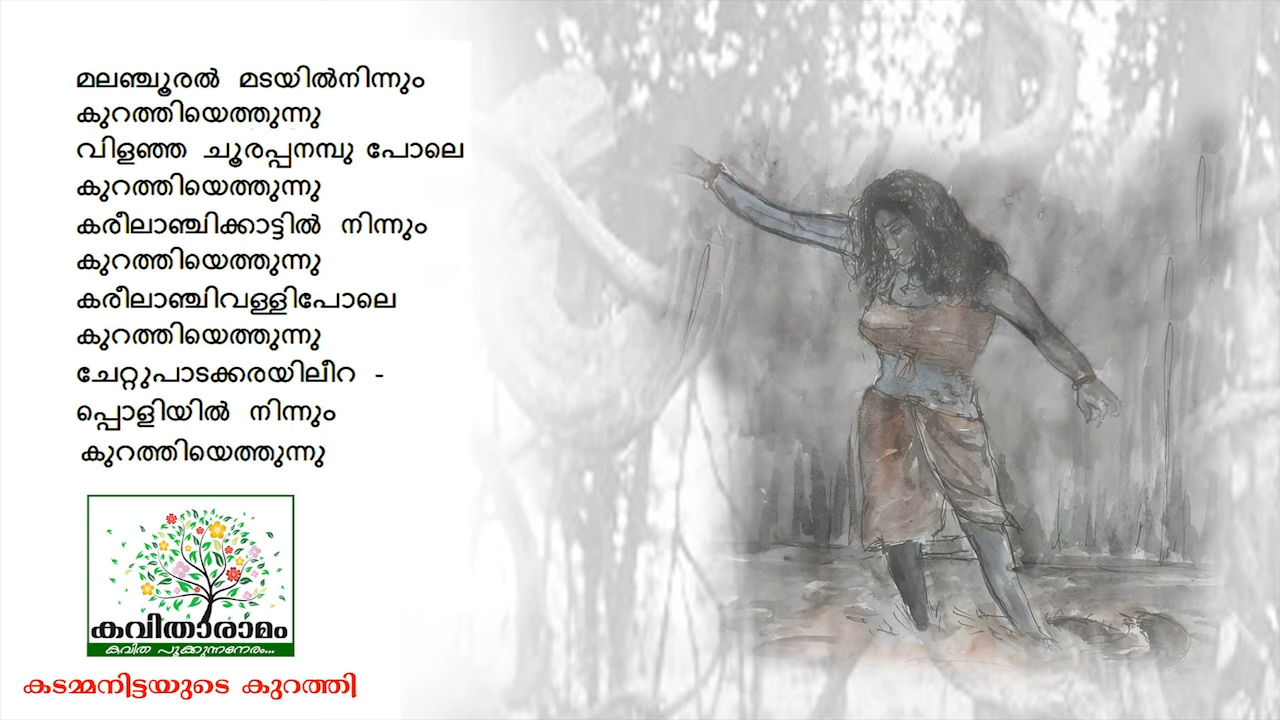 മലഞ്ചൂരൽ മടയിൽനിന്നും
കുറത്തിയെത്തുന്നു
വിളഞ്ഞ ചൂരപ്പനമ്പു പോലെ
കുറത്തിയെത്തുന്നു
കരീലാഞ്ചിക്കാട്ടിൽ നിന്നും
കുറത്തിയെത്തുന്നു
കരീലാഞ്ചിവള്ളിപോലെ
കുറത്തിയെത്തുന്നു
ചേറ്റുപാടക്കരയിലീറ -
പ്പൊളിയിൽ നിന്നും
കുറത്തിയെത്തുന്നു
കവിതാരാമം
കവിത പൂക്കുന്നനേരം...
കടമ്മനിട്ടയുടെ കുറത്തി